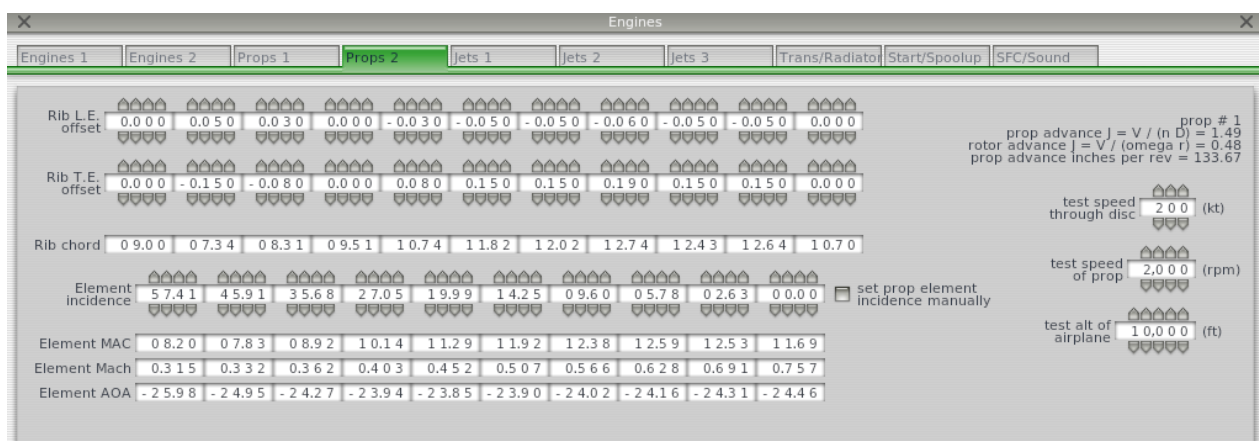 Engines
Engines 1 Engines 2 Props 1 Props 2 Jets 1 Jets 2 Jets 3 Trans/Radiator Start/Spoolup SFC/Sound
Rib L.E. offset 0.000 0.050 0.030 0.000 -0.030 -0.050 -0.050 -0.060 -0.050 -0.050 0.000
prop # 1
prop advance J = V / (n D) = 1.49
rotor advance J = V / (omega r) = 0.48
prop advance inches per rev = 133.67
Rib T.E. offset 0.000 -0.150 -0.080 0.000 0.080 0.150 0.150 0.190 0.150 0.150 0.000
test speed through disc 200 (kt)
Rib chord 09.00 07.34 08.31 09.51 10.74 11.82 12.02 12.74 12.43 12.64 10.70
test speed of prop 2,000 (rpm)
Element incidence 57.41 45.91 35.68 27.05 19.99 14.25 09.60 05.78 02.63 00.00 set prop element incidence manually
test alt of airplane 10,000 (ft)
Element MAC 08.20 07.83 08.92 10.14 11.29 11.92 12.38 12.59 12.53 11.69
Element Mach 0.315 0.332 0.362 0.403 0.452 0.507 0.566 0.628 0.691 0.757
Element AOA -25.98 -24.95 -24.27 -23.94 -23.85 -23.90 -24.02 -24.16 -24.31 -24.46